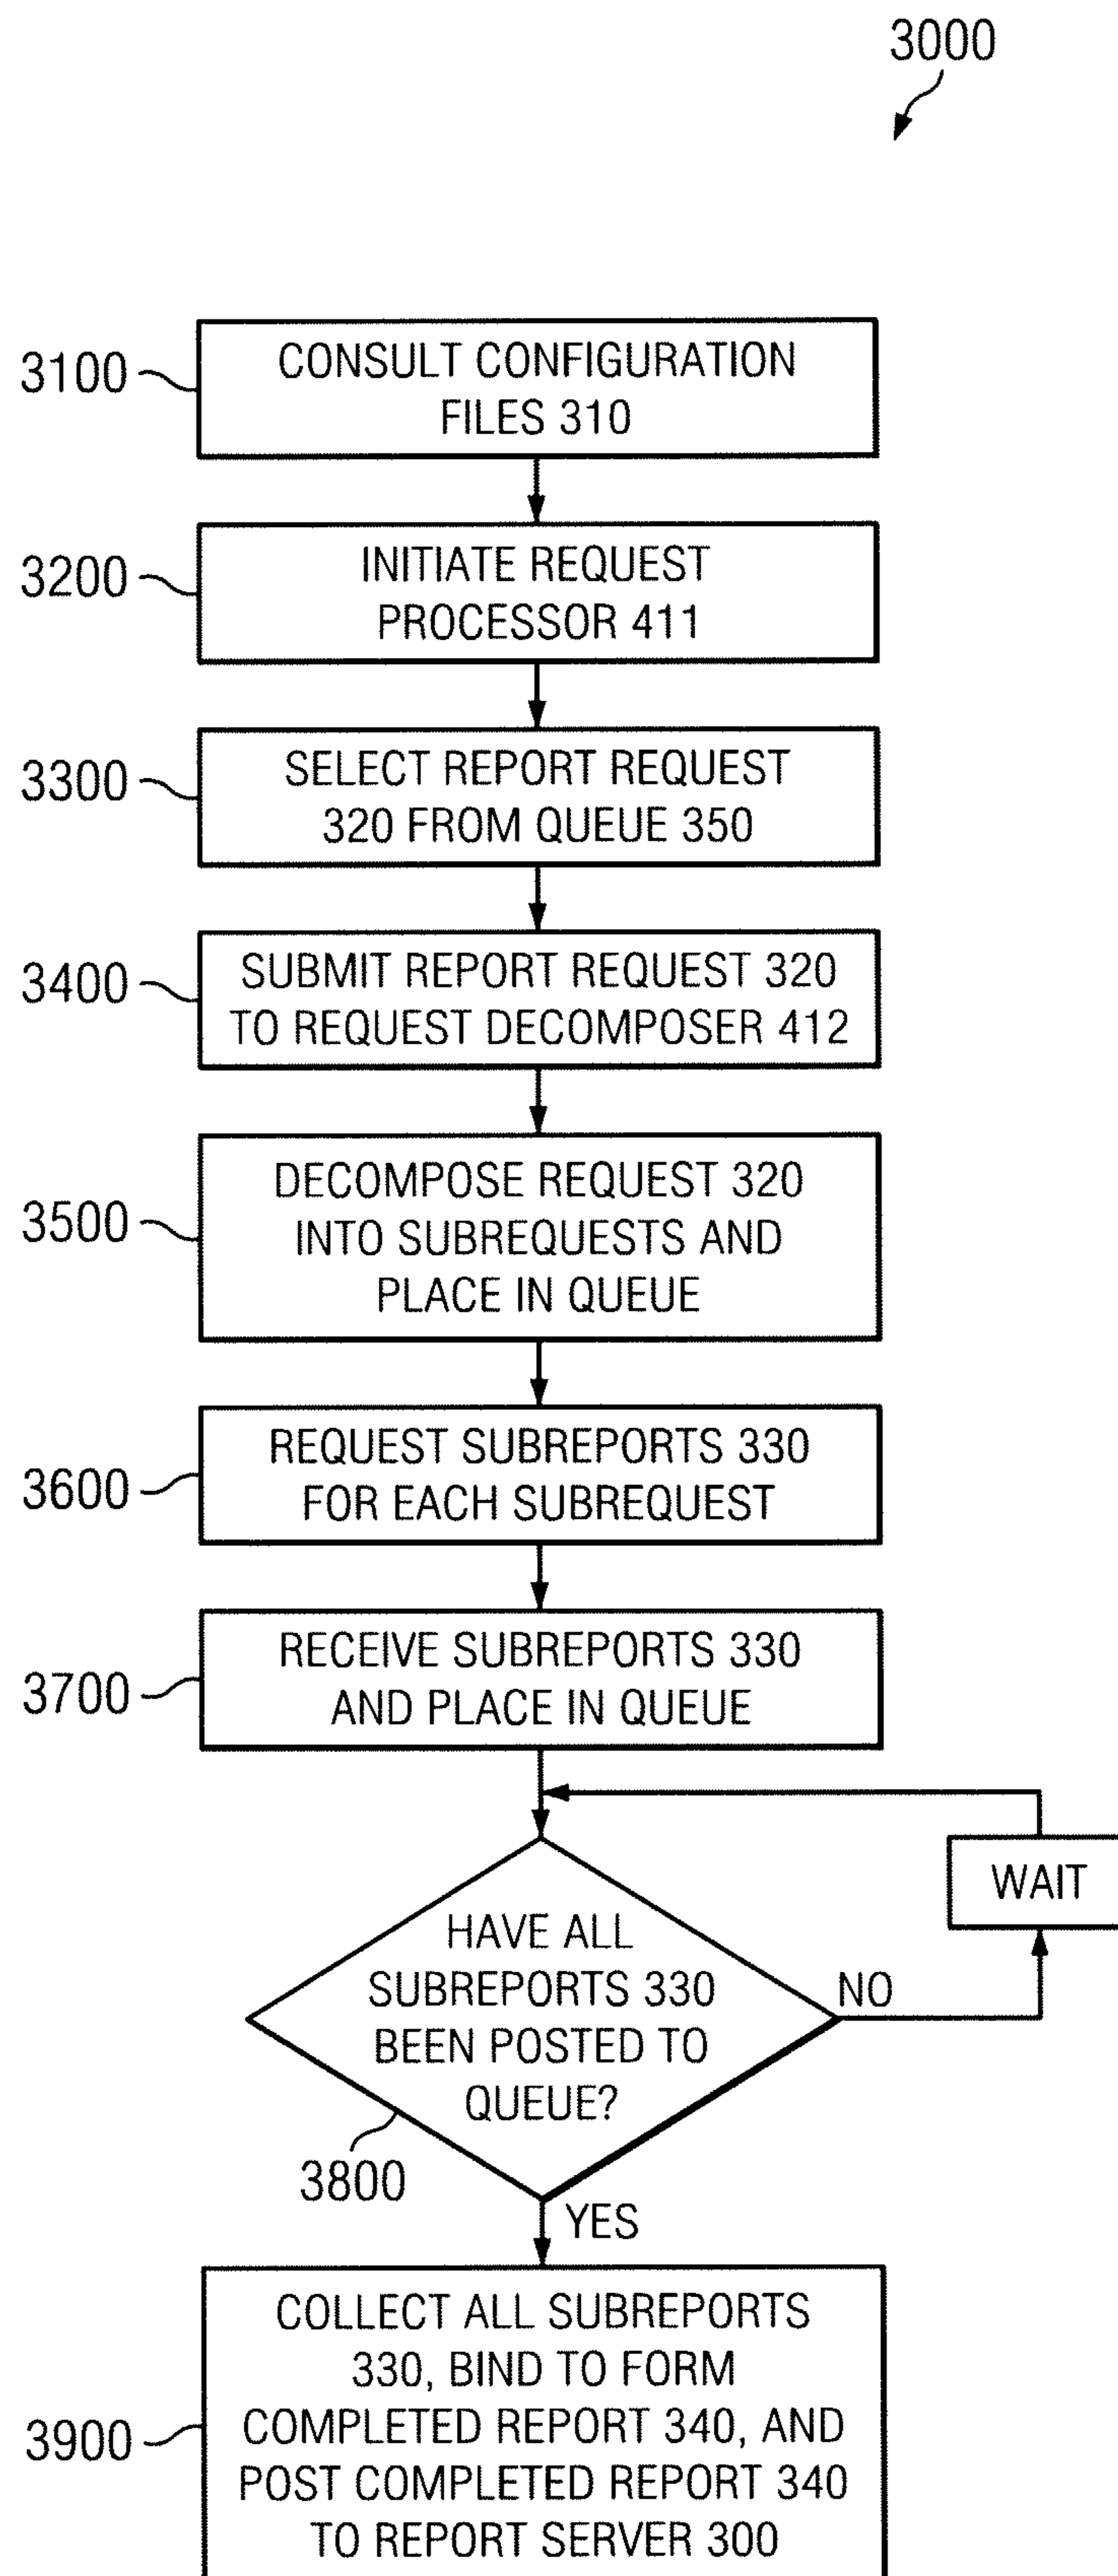 3000
3100
CONSULT CONFIGURATION
FILES 310
3200
INITIATE REQUEST
PROCESSOR 411
3300
SELECT REPORT REQUEST
320 FROM QUEUE 350
3400
SUBMIT REPORT REQUEST 320
TO REQUEST DECOMPOSER 412
3500
DECOMPOSE REQUEST 320
INTO SUBREQUESTS AND
PLACE IN QUEUE
3600
REQUEST SUBREPORTS 330
FOR EACH SUBREQUEST
3700
RECEIVE SUBREPORTS 330
AND PLACE IN QUEUE
WAIT
HAVE ALL
SUBREPORTS 330
BEEN POSTED TO
QUEUE?
NO
3800
YES
3900
COLLECT ALL SUBREPORTS
330, BIND TO FORM
COMPLETED REPORT 340, AND
POST COMPLETED REPORT 340
TO REPORT SERVER 300